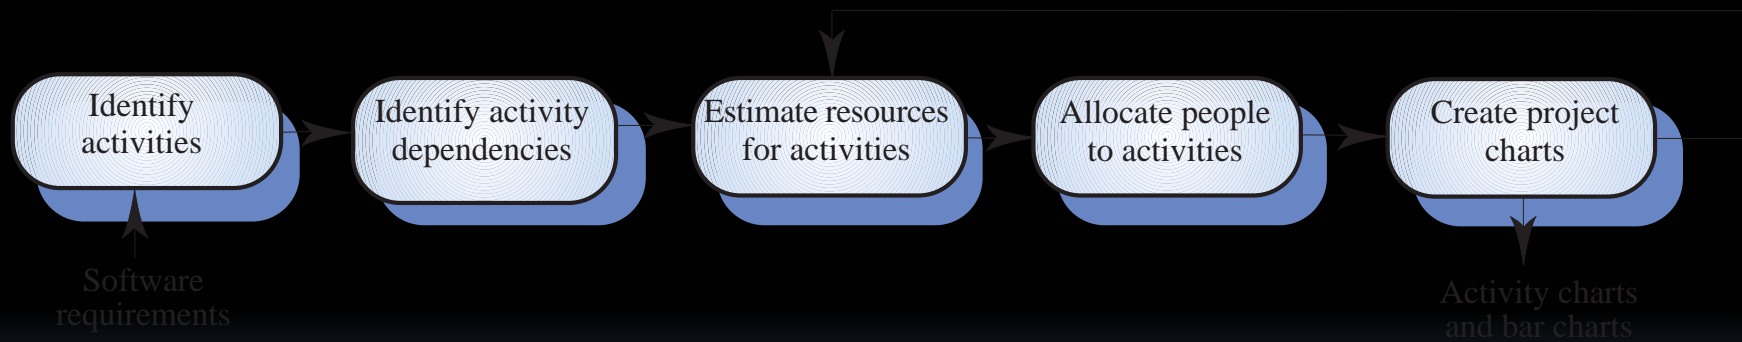 Identify
activities
Identify activity
dependencies
Estimate resources
for activities
Allocate people
to activities
Create project
charts
Software
requirements
Activity charts
and bar charts